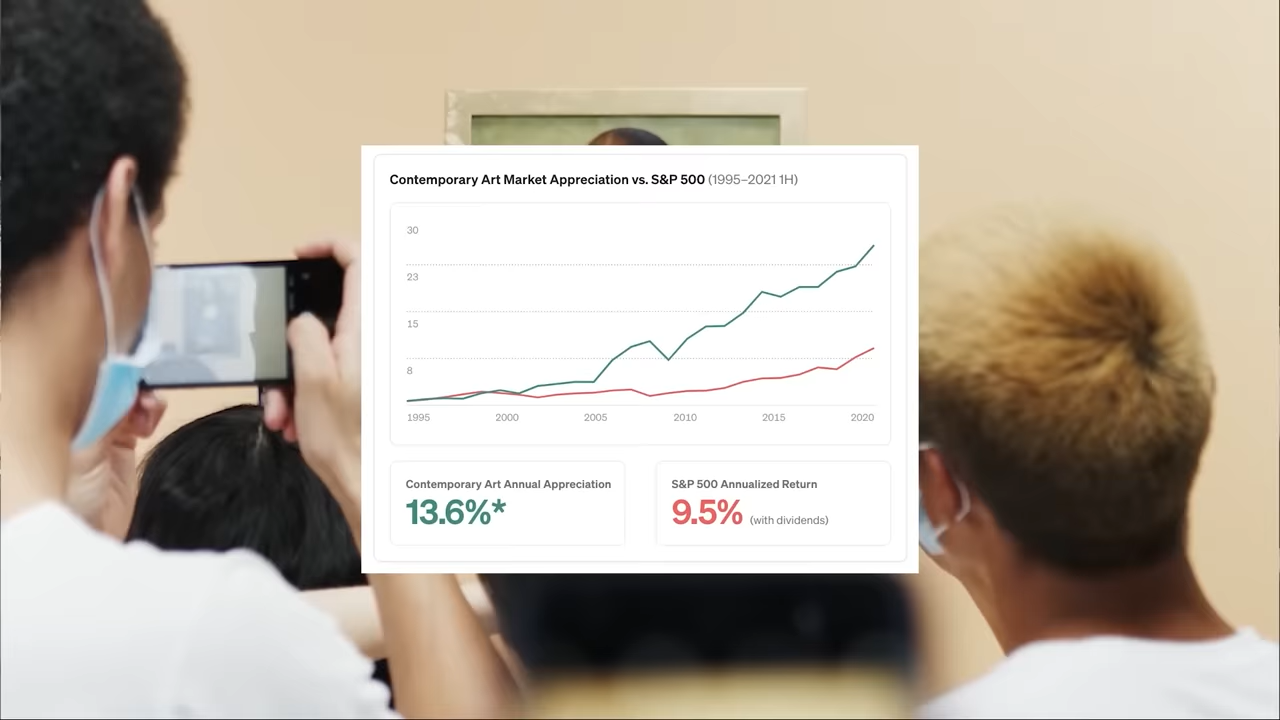 Contemporary Art Market Appreciation vs. S&P 500 (1995–2021 1H)
30
23
15
8
1995 2000 2005 2010 2015 2020
Contemporary Art Annual Appreciation
13.6%*
S&P 500 Annualized Return
9.5% (with dividends)